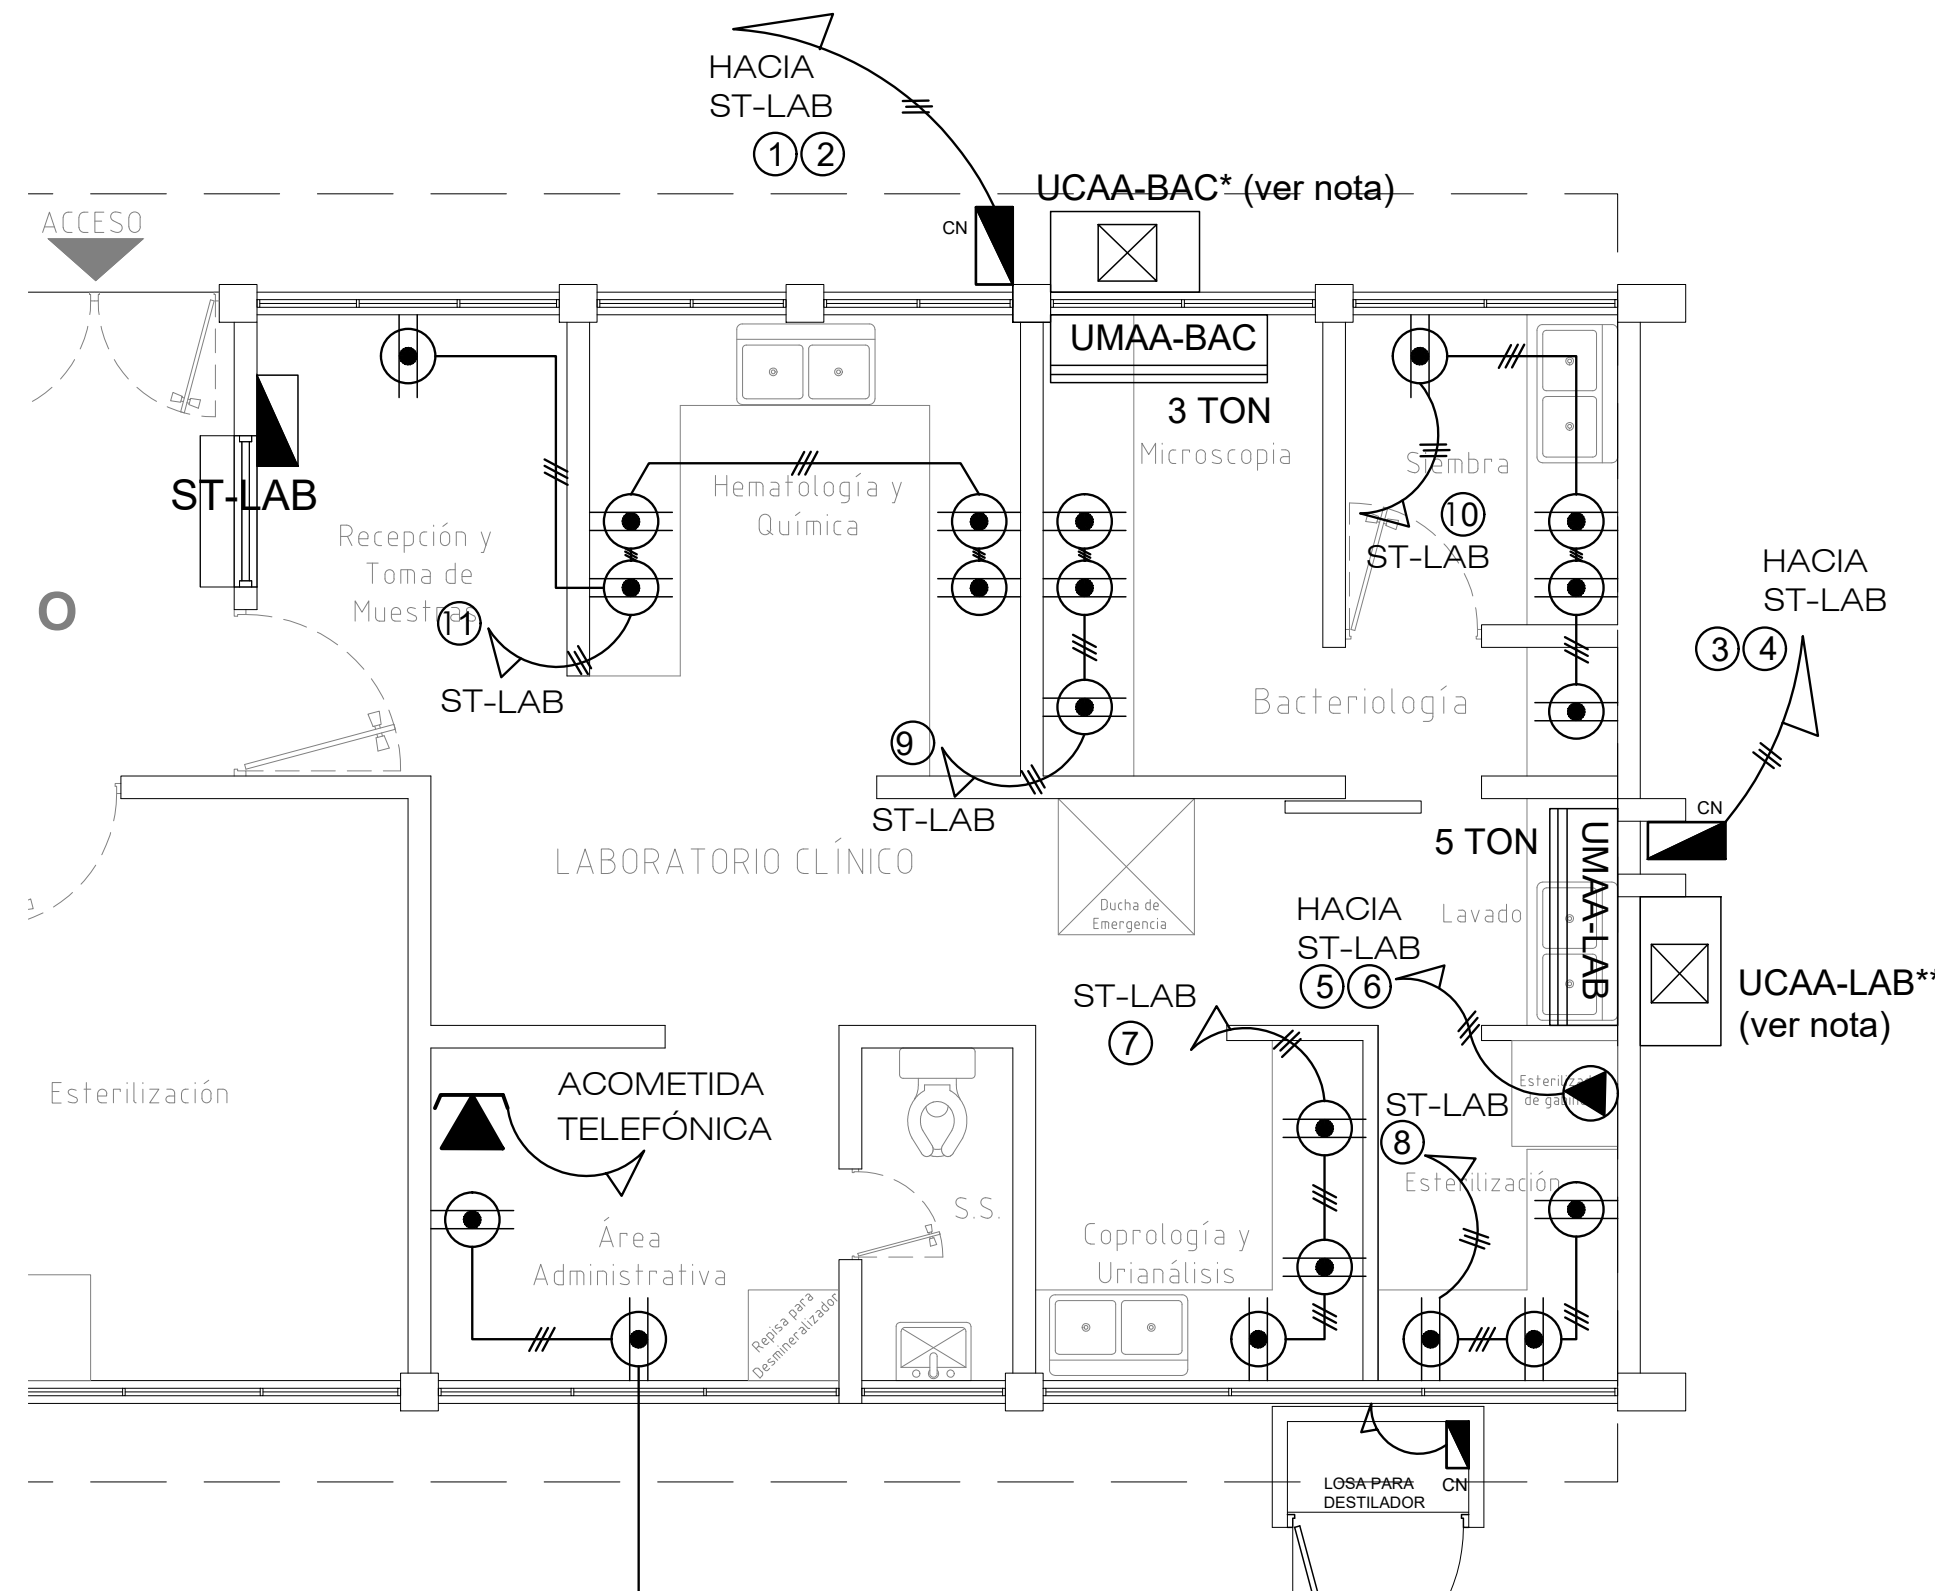 HACIA
ST-LAB
1 2
UCAA-BAC* (ver nota)
ACCESO
CN
UMAA-BAC
3 TON
Microscopia
Siembra
10
ST-LAB
ST-LAB
Hematología y
Química
Recepción y
Toma de
Muestras
11
ST-LAB
O
HACIA
ST-LAB
3 4
Bacteriología
9
ST-LAB
CN
5 TON
UMAA-LAB
LABORATORIO CLÍNICO
Ducha de
Emergencia
HACIA
ST-LAB
5 6
Lavado
UCAA-LAB**
(ver nota)
ST-LAB
7
Esterilización
ACOMETIDA
TELEFÓNICA
ST-LAB
8
Esterilización
S.S.
Área
Administrativa
Coprología y
Urianálisis
Repisa para
Desmineralizador
LOSA PARA
DESTILADOR
CN